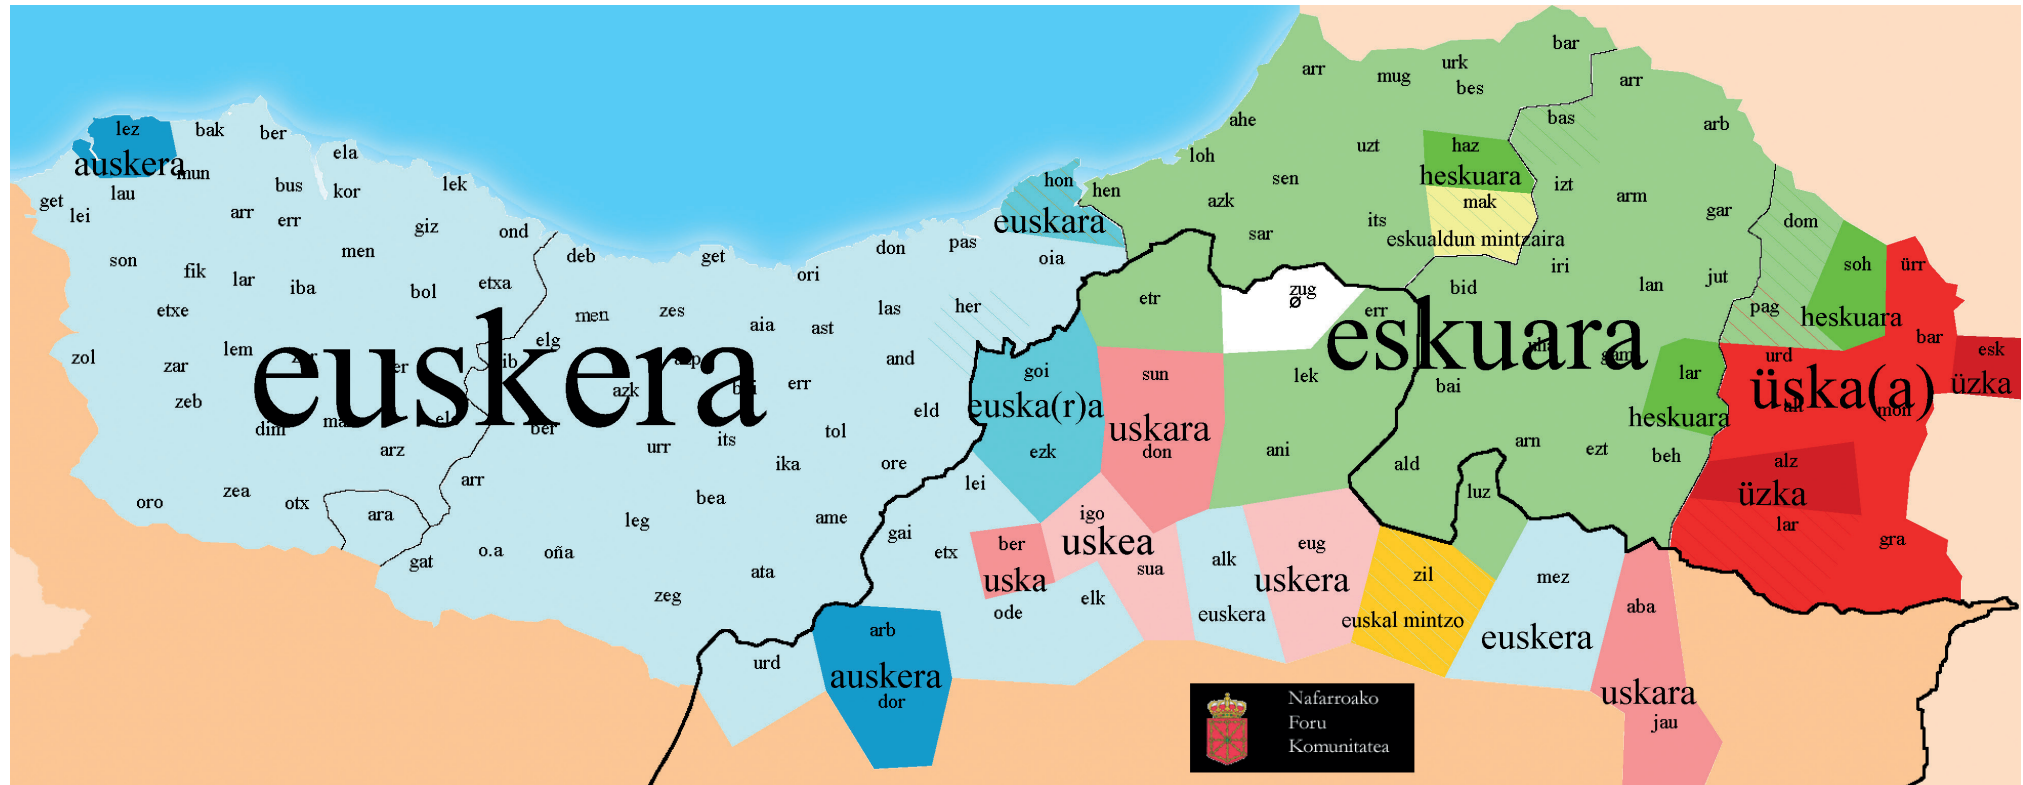 bar
arr
mug
urk
bes
arr
lez
bak
ber
ahe
bas
arb
auskera
mun
ela
loh
uzt
haz
heskuara
get
lau
lei
bus
kor
lek
hon
hen
sen
izt
arr
err
giz
ond
euskara
azk
its
mak
eskualdun mintzaira
arm
gar
dom
son
fik
lar
men
iba
bol
etxa
deb
get
ori
don
pas
oia
sar
iri
bid
lan
jut
soh
ürr
etxe
men
zes
aia
ast
las
her
etr
zug
ø
err
pag
heskuara
bar
zol
zar
lem
elg
and
err
euskera
eskuara
goi
sun
lek
bai
lar
urd
esk
üzka
üska(a)
zeb
azk
eld
euska(r)a
uskara
heskuara
arz
ber
urr
its
tol
ezk
don
ani
ald
arn
ezt
beh
oro
zea
otx
ara
arr
ika
bea
ore
lei
luz
alz
üzka
gat
o.a
oña
leg
ame
gai
etx
igo
uskea
ber
uska
sua
alk
eug
uskera
lar
gra
zeg
ata
ode
elk
euskera
zil
euskal mintzo
mez
euskera
aba
urd
arb
auskera
dor
uskara
jau
Nafarroako
Foru
Komunitatea